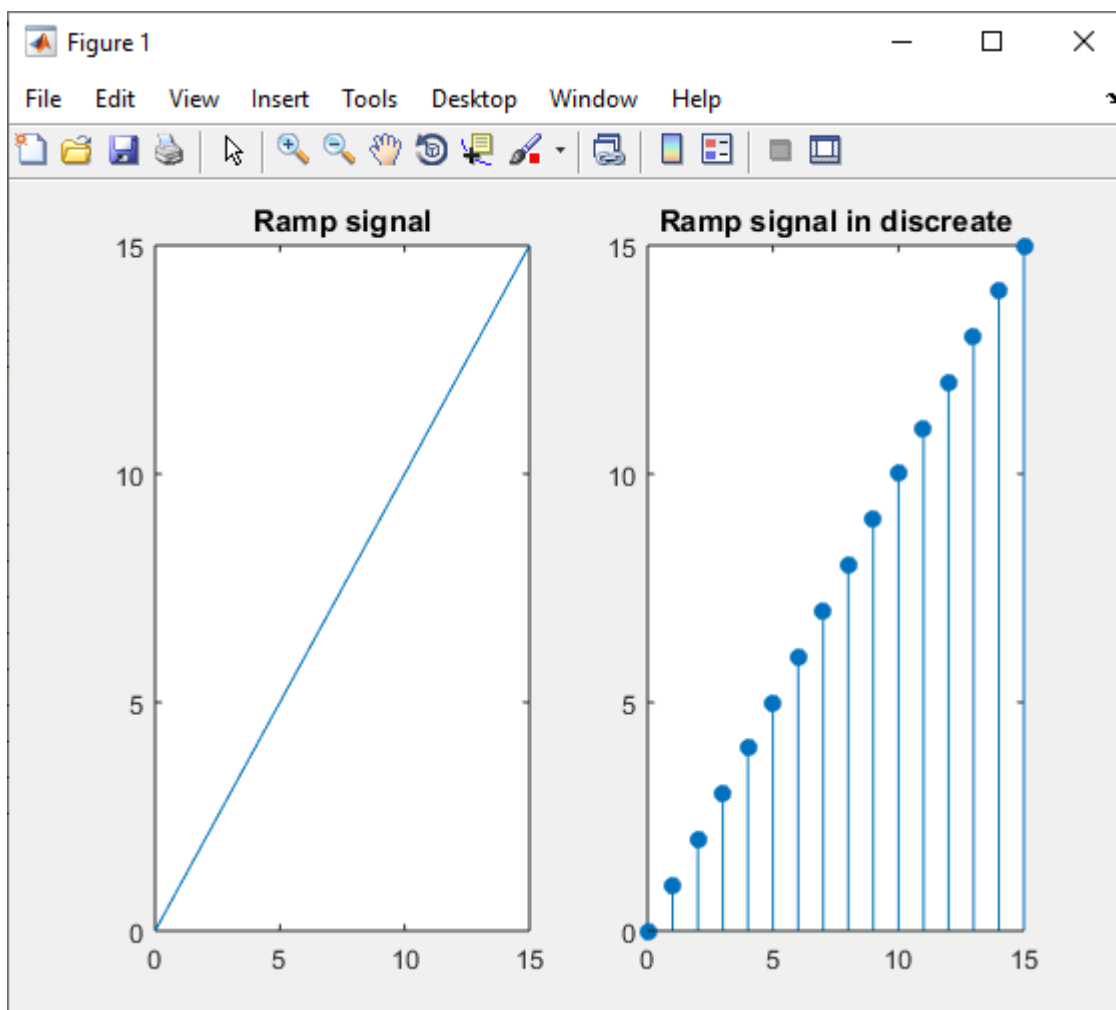 Figure 1
File Edit View Insert Tools Desktop Window Help
Ramp signal
15
10
5
0
0 5 10 15
Ramp signal in discreate
15
10
5
0
0 5 10 15